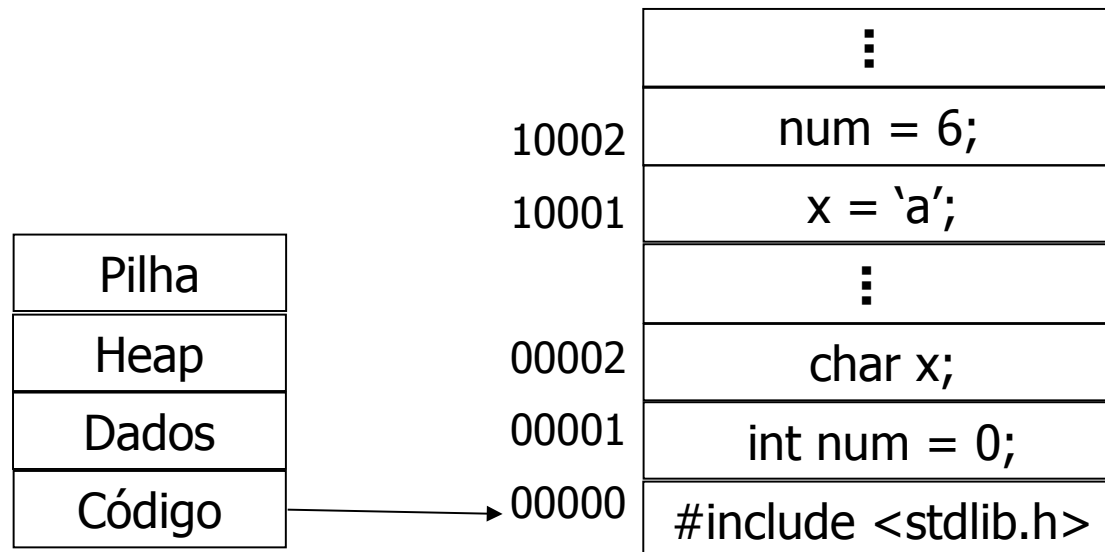 ⋮
10002 num = 6;
10001 x = ‘a’;
⋮
00002 char x;
00001 int num = 0;
00000 #include <stdlib.h>
Pilha
Heap
Dados
Código